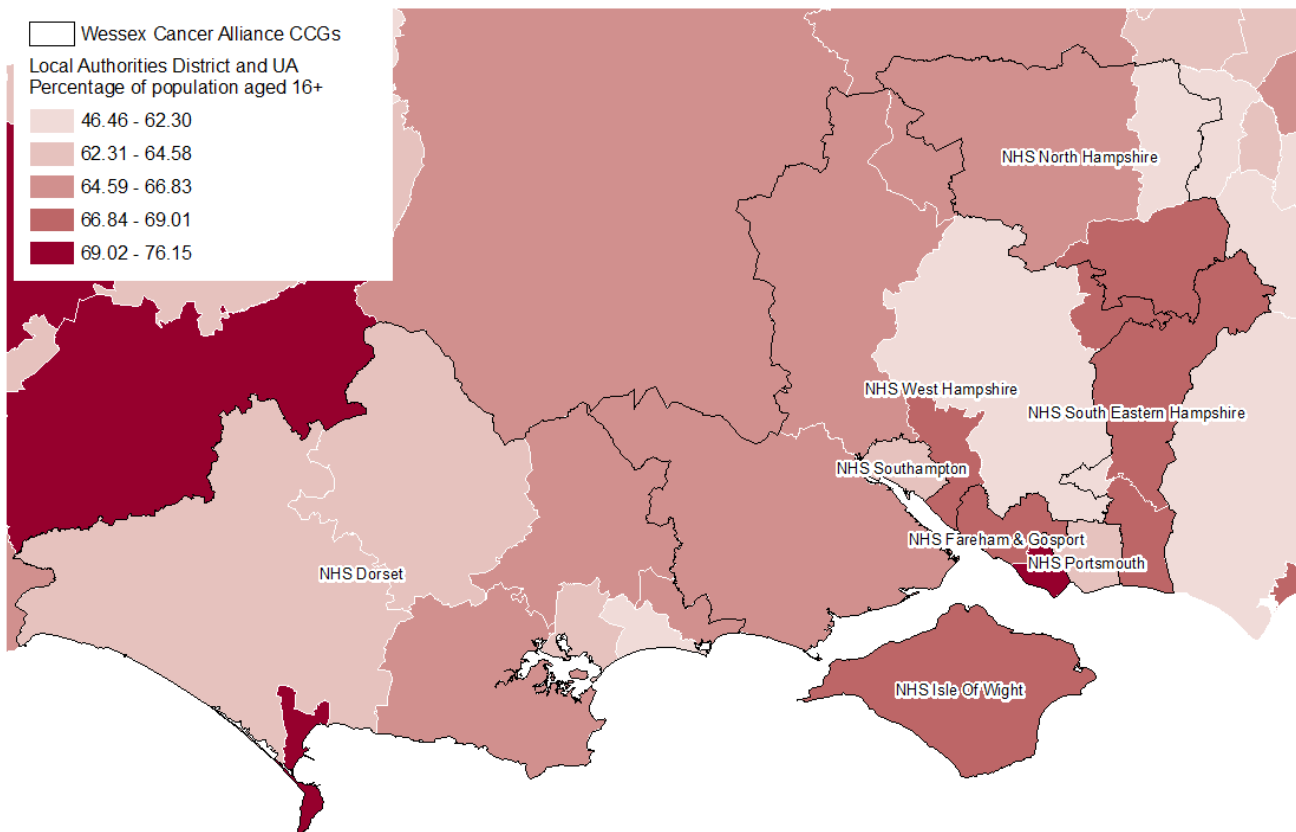 Wessex Cancer Alliance CCGs
Local Authorities District and UA
Percentage of population aged 16+
46.46 - 62.30
62.31 - 64.58
64.59 - 66.83
66.84 - 69.01
69.02 - 76.15
NHS North Hampshire
NHS West Hampshire
NHS South Eastern Hampshire
NHS Southampton
NHS Fareham & Gosport
NHS Portsmouth
NHS Dorset
NHS Isle Of Wight